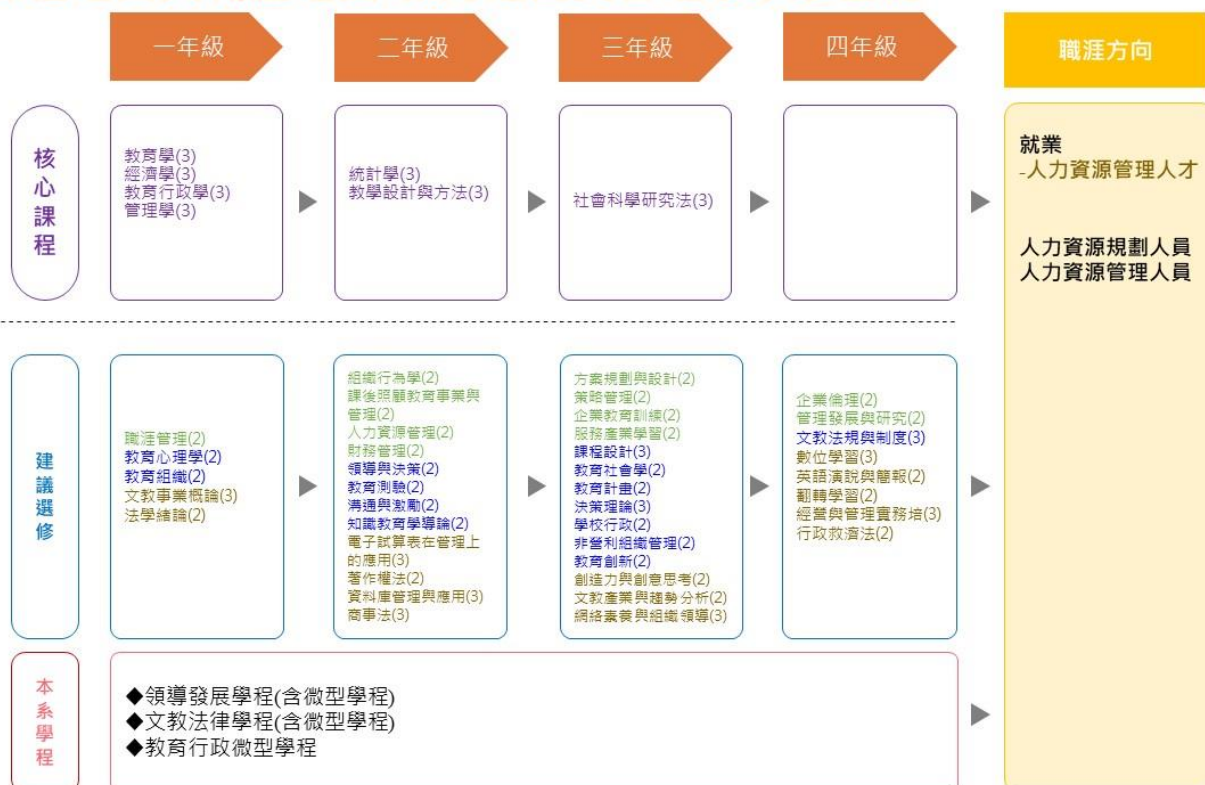 一年級
二年級
三年級
四年級
職涯方向
核心課程
教育學(3)
經濟學(3)
教育行政學(3)
管理學(3)
統計學(3)
教學設計與方法(3)
社會科學研究法(3)
就業
-人力資源管理人才
人力資源規劃人員
人力資源管理人員
建議選修
職涯管理(2)
教育心理學(2)
教育組織(2)
文教事業概論(3)
法學緒論(2)
組織行為學(2)
課後照顧教育事業與
管理(2)
人力資源管理(2)
財務管理(2)
領導與決策(2)
教育測驗(2)
溝通與激勵(2)
知識教育學導論(2)
電子試算表在管理上
的應用(3)
著作權法(2)
資料庫管理與應用(3)
商事法(3)
方案規劃與設計(2)
策略管理(2)
企業教育訓練(2)
服務產業學習(2)
課程設計(3)
教育社會學(2)
教育計畫(2)
決策理論(3)
學校行政(2)
非營利組織管理(2)
教育創新(2)
創造力與創意思考(2)
文教產業與趨勢分析(2)
網絡素養與組織領導(3)
企業倫理(2)
管理發展與研究(2)
文教法規與制度(3)
數位學習(3)
英語演說與簡報(2)
翻轉學習(2)
經營與管理實務培(3)
行政救濟法(2)
本系學程
◆領導發展學程(含微型學程)
◆文教法律學程(含微型學程)
◆教育行政微型學程